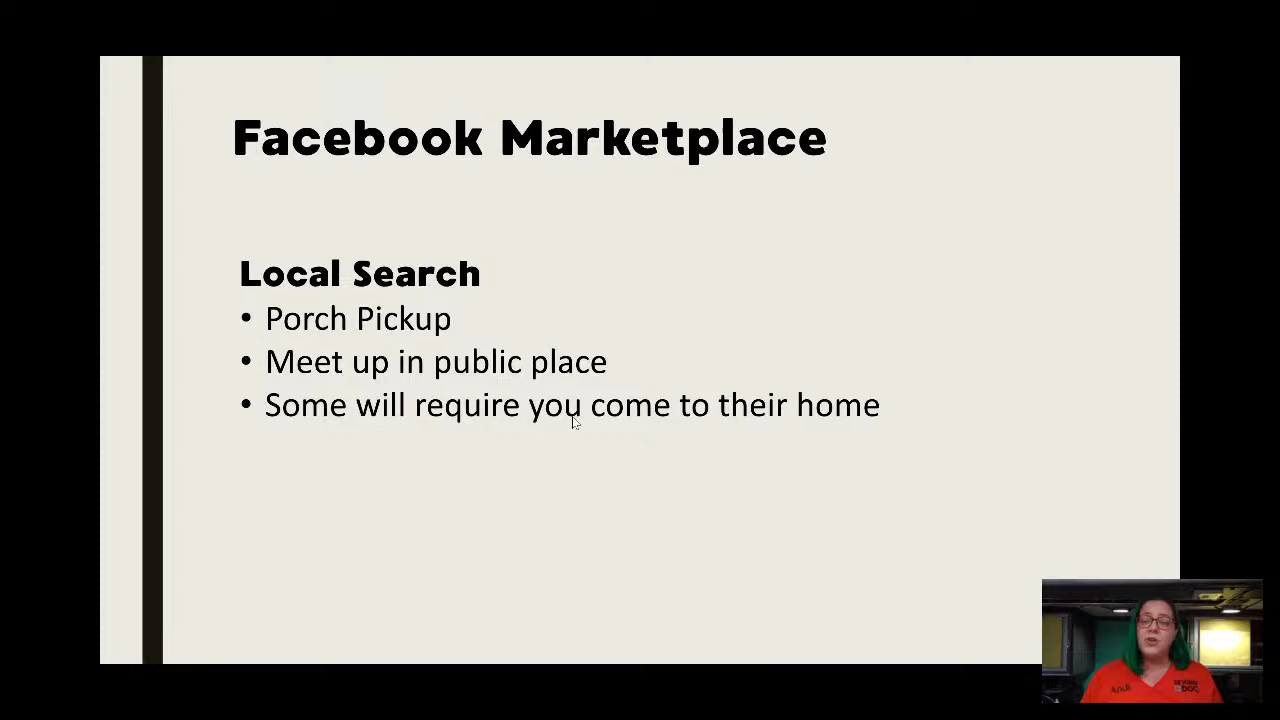 Facebook Marketplace
Local Search
• Porch Pickup
• Meet up in public place
• Some will require you come to their home